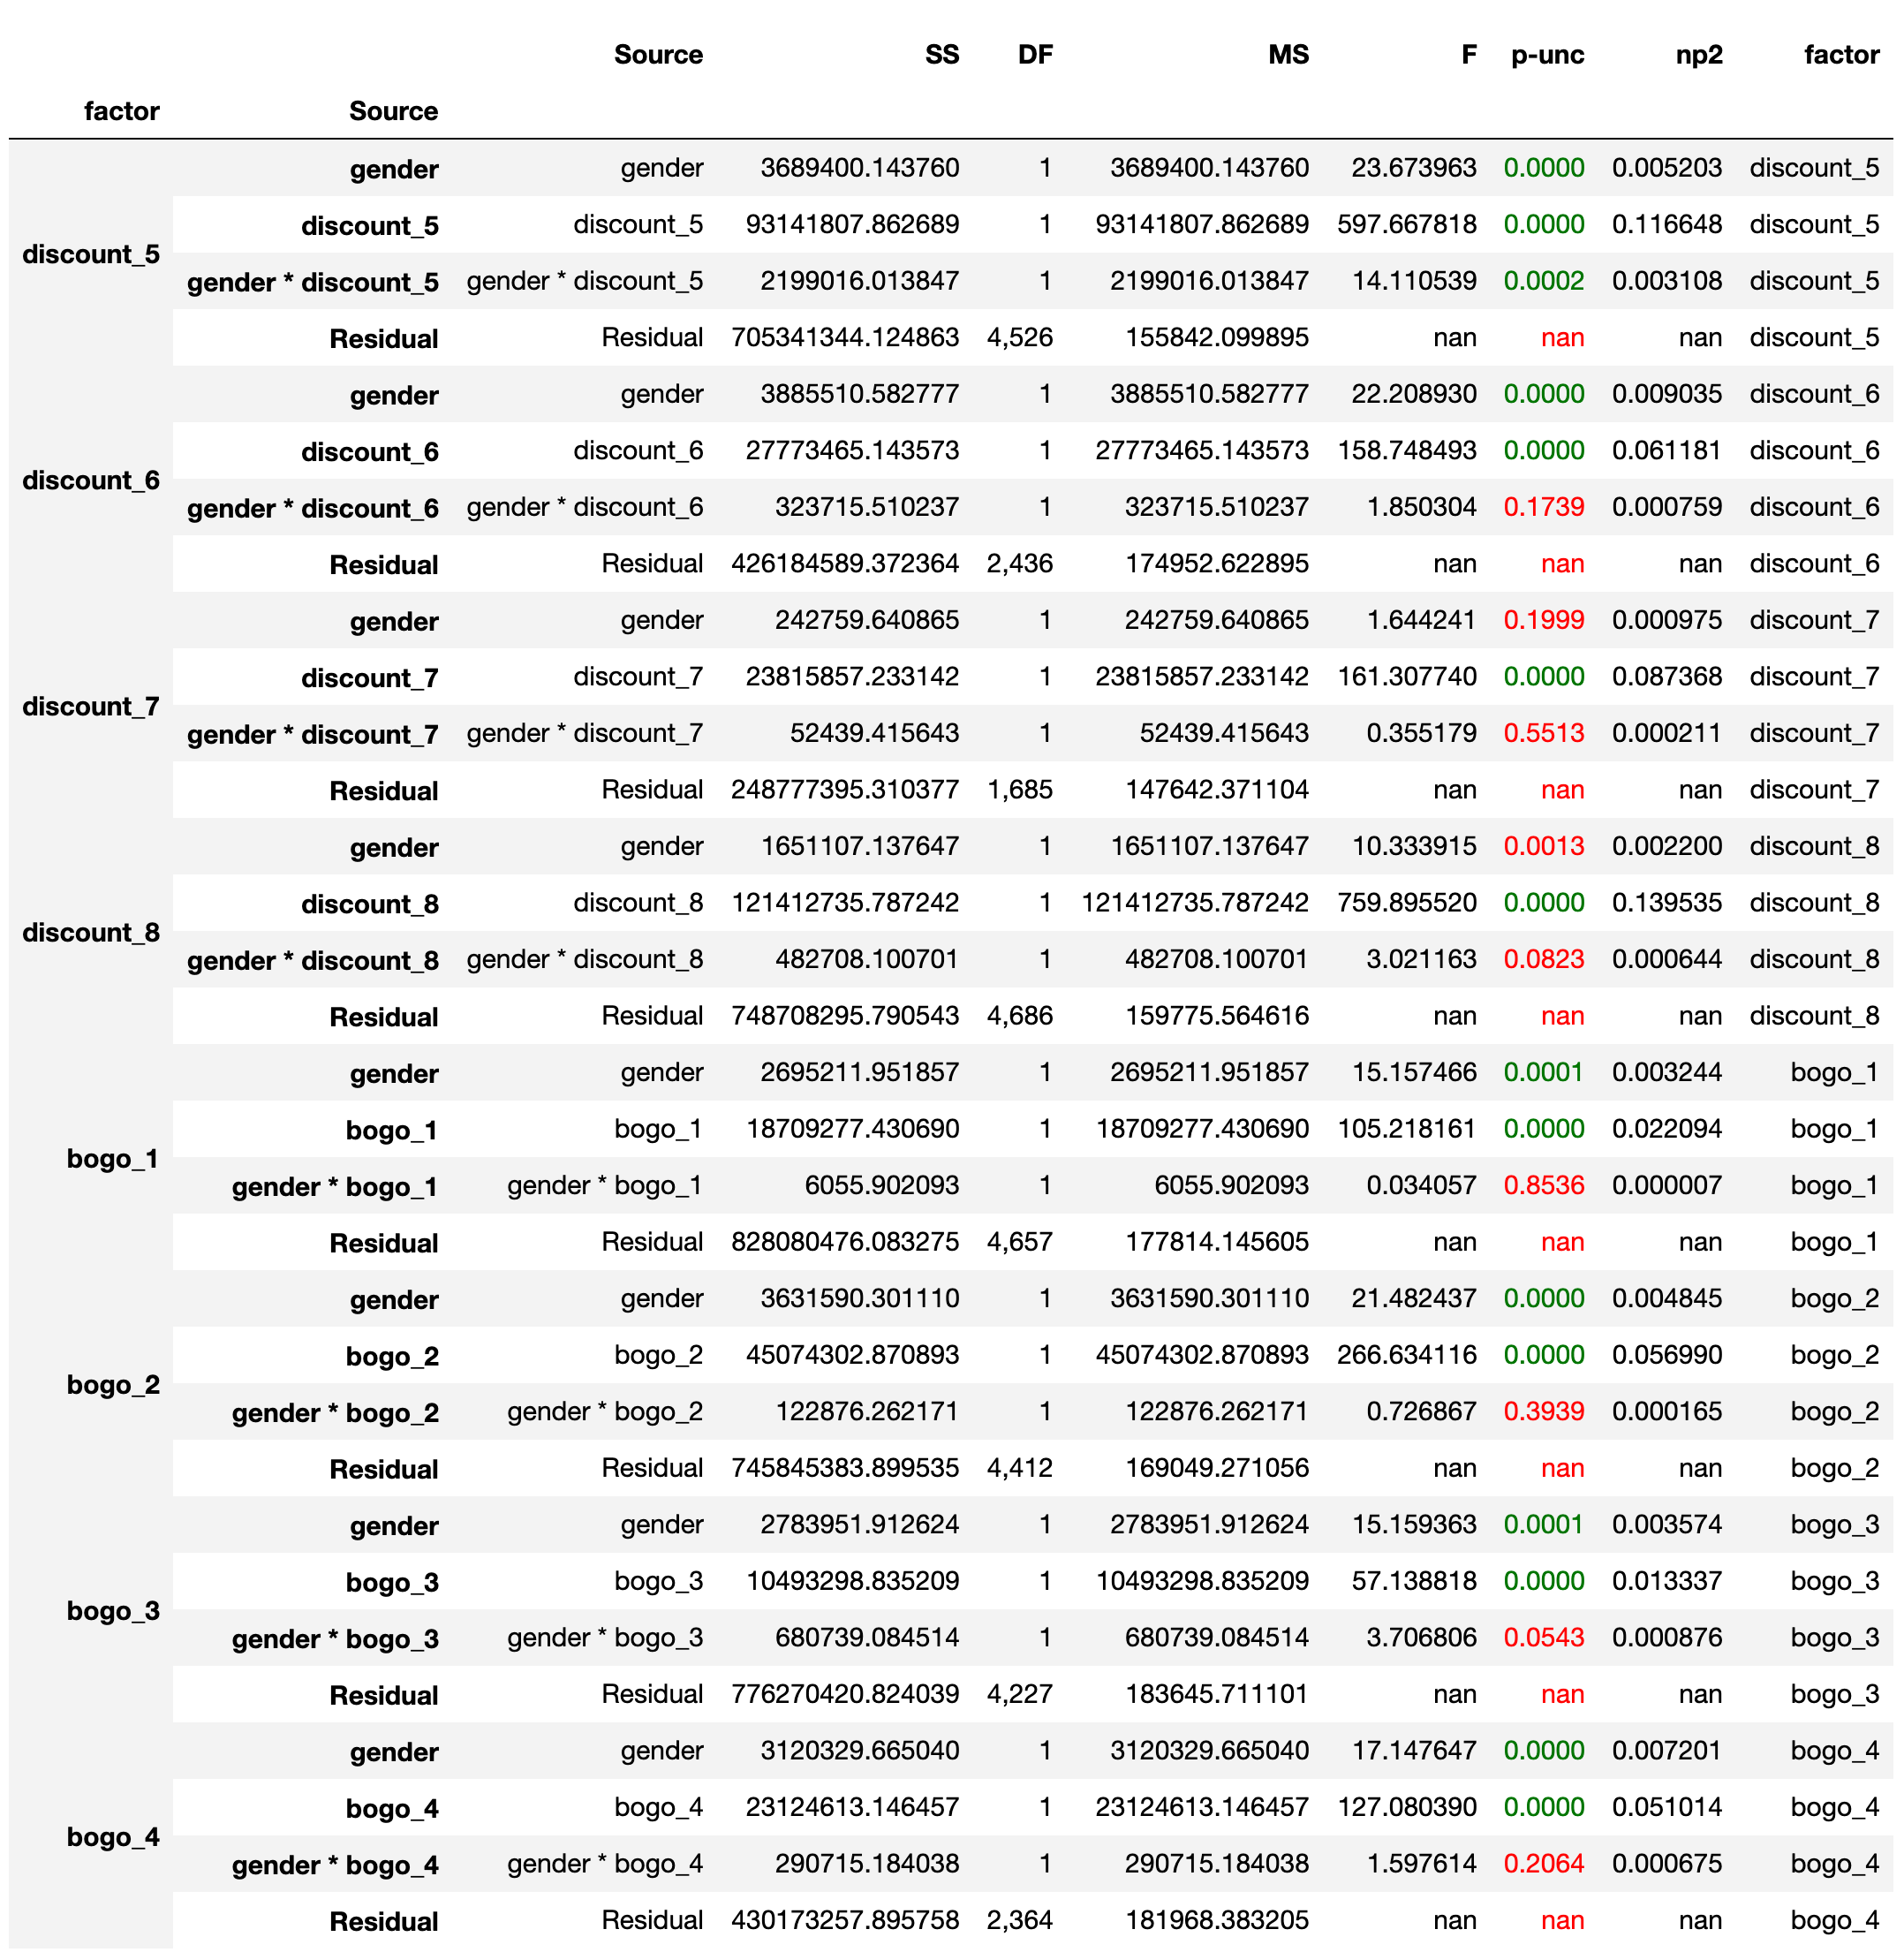 Source SS DF MS F p-unc np2 factor
factor Source
gender gender 3689400.143760 1 3689400.143760 23.673963 0.0000 0.005203 discount_5
discount_5 discount_5 93141807.862689 1 93141807.862689 597.667818 0.0000 0.116648 discount_5
discount_5
gender * discount_5 gender * discount_5 2199016.013847 1 2199016.013847 14.110539 0.0002 0.003108 discount_5
Residual Residual 705341344.124863 4,526 155842.099895 nan nan nan discount_5
gender gender 3885510.582777 1 3885510.582777 22.208930 0.0000 0.009035 discount_6
discount_6 discount_6 27773465.143573 1 27773465.143573 158.748493 0.0000 0.061181 discount_6
discount_6
gender * discount_6 gender * discount_6 323715.510237 1 323715.510237 1.850304 0.1739 0.000759 discount_6
Residual Residual 426184589.372364 2,436 174952.622895 nan nan nan discount_6
gender gender 242759.640865 1 242759.640865 1.644241 0.1999 0.000975 discount_7
discount_7 discount_7 23815857.233142 1 23815857.233142 161.307740 0.0000 0.087368 discount_7
discount_7
gender * discount_7 gender * discount_7 52439.415643 1 52439.415643 0.355179 0.5513 0.000211 discount_7
Residual Residual 248777395.310377 1,685 147642.371104 nan nan nan discount_7
gender gender 1651107.137647 1 1651107.137647 10.333915 0.0013 0.002200 discount_8
discount_8 discount_8 121412735.787242 1 121412735.787242 759.895520 0.0000 0.139535 discount_8
discount_8
gender * discount_8 gender * discount_8 482708.100701 1 482708.100701 3.021163 0.0823 0.000644 discount_8
Residual Residual 748708295.790543 4,686 159775.564616 nan nan nan discount_8
gender gender 2695211.951857 1 2695211.951857 15.157466 0.0001 0.003244 bogo_1
bogo_1 bogo_1 18709277.430690 1 18709277.430690 105.218161 0.0000 0.022094 bogo_1
bogo_1
gender * bogo_1 gender * bogo_1 6055.902093 1 6055.902093 0.034057 0.8536 0.000007 bogo_1
Residual Residual 828080476.083275 4,657 177814.145605 nan nan nan bogo_1
gender gender 3631590.301110 1 3631590.301110 21.482437 0.0000 0.004845 bogo_2
bogo_2 bogo_2 45074302.870893 1 45074302.870893 266.634116 0.0000 0.056990 bogo_2
bogo_2
gender * bogo_2 gender * bogo_2 122876.262171 1 122876.262171 0.726867 0.3939 0.000165 bogo_2
Residual Residual 745845383.899535 4,412 169049.271056 nan nan nan bogo_2
gender gender 2783951.912624 1 2783951.912624 15.159363 0.0001 0.003574 bogo_3
bogo_3 bogo_3 10493298.835209 1 10493298.835209 57.138818 0.0000 0.013337 bogo_3
bogo_3
gender * bogo_3 gender * bogo_3 680739.084514 1 680739.084514 3.706806 0.0543 0.000876 bogo_3
Residual Residual 776270420.824039 4,227 183645.711101 nan nan nan bogo_3
gender gender 3120329.665040 1 3120329.665040 17.147647 0.0000 0.007201 bogo_4
bogo_4 bogo_4 23124613.146457 1 23124613.146457 127.080390 0.0000 0.051014 bogo_4
bogo_4
gender * bogo_4 gender * bogo_4 290715.184038 1 290715.184038 1.597614 0.2064 0.000675 bogo_4
Residual Residual 430173257.895758 2,364 181968.383205 nan nan nan bogo_4